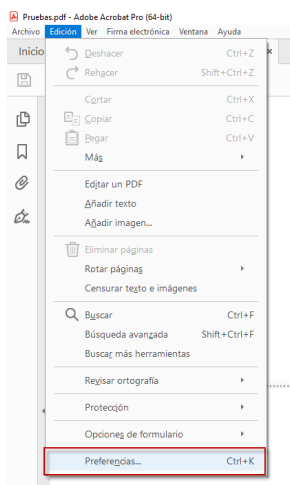 Pruebas.pdf - Adobe Acrobat Pro (64-bit)
Archivo Edición Ver Firma electrónica Ventana Ayuda
Inicio
Deshacer Ctrl+Z
Rehacer Shift+Ctrl+Z
Cortar Ctrl+X
Copiar Ctrl+C
Pegar Ctrl+V
Más
Editar un PDF
Añadir texto
Añadir imagen...
Eliminar páginas
Rotar páginas
Censurar texto e imágenes
Buscar Ctrl+F
Búsqueda avanzada Shift+Ctrl+F
Buscar más herramientas
Revisar ortografía
Protección
Opciones de formulario
Preferencias... Ctrl+K